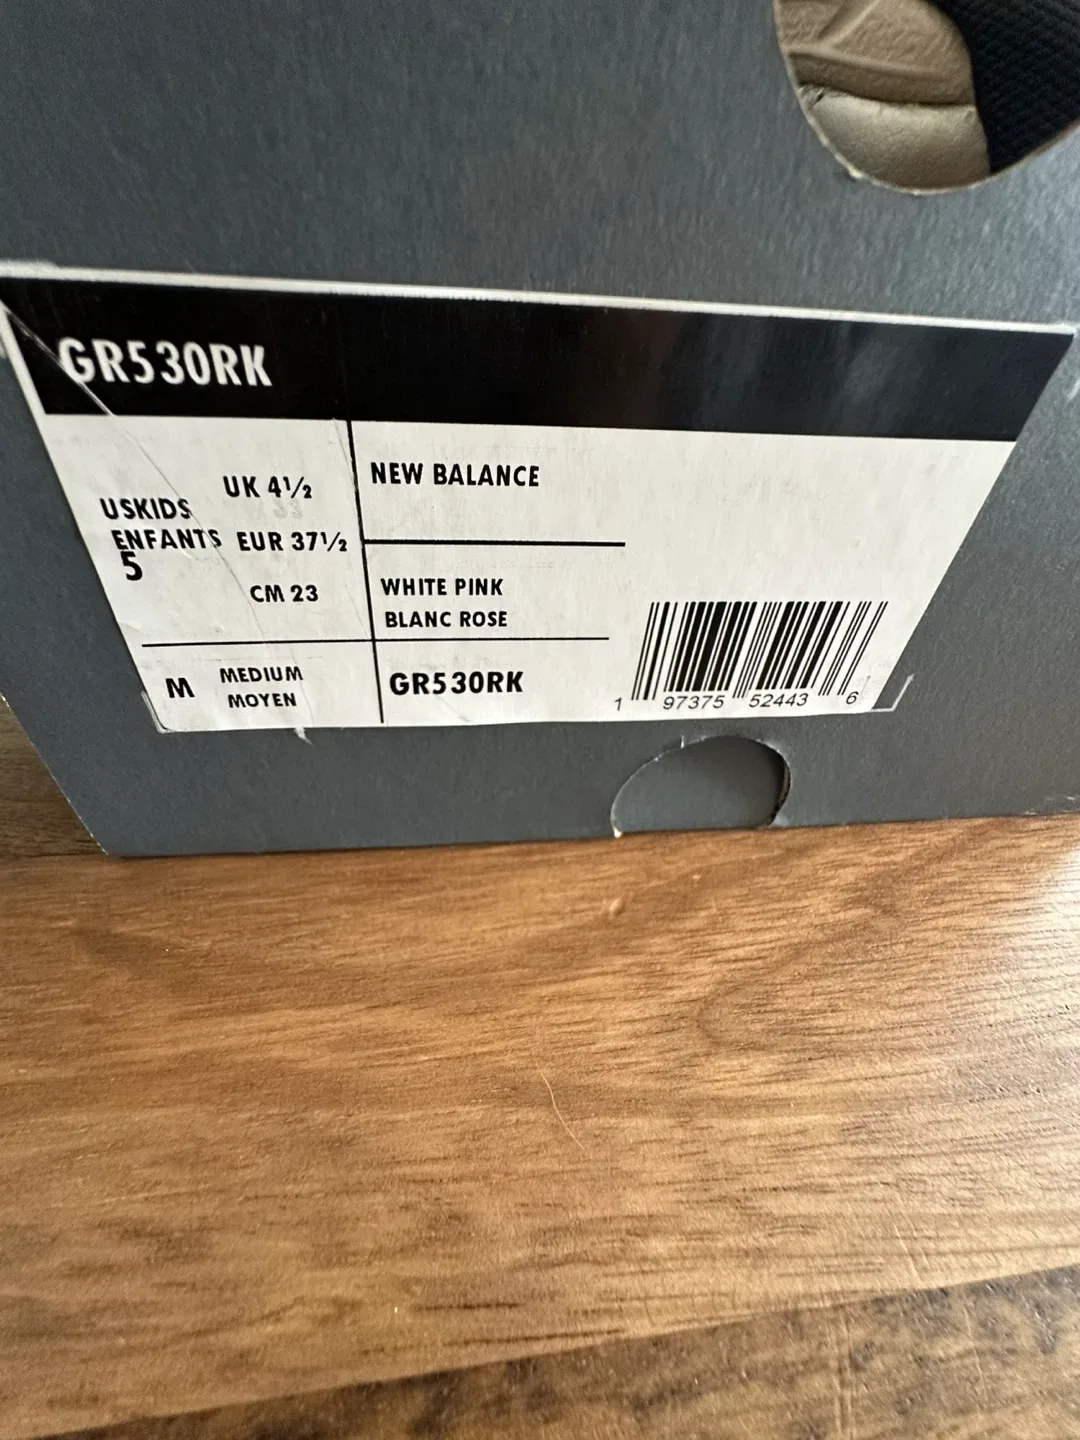 GR530RK
USKIDS
ENFANTS
5
UK 4½
EUR 37½
CM 23
NEW BALANCE
WHITE PINK
BLANC ROSE
M
MEDIUM
MOYEN
GR530RK
1 97375 52443 6